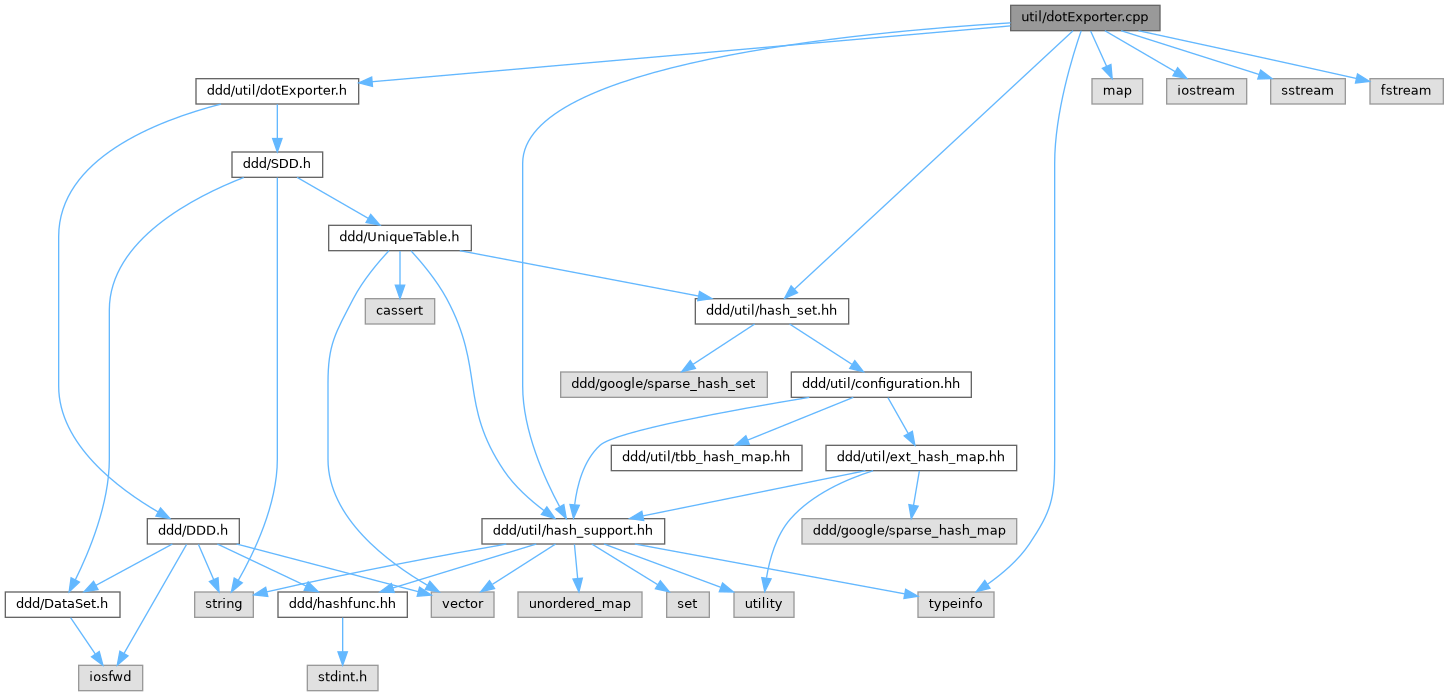 util/dotExporter.cpp
ddd/util/dotExporter.h
map
iostream
sstream
fstream
ddd/SDD.h
ddd/UniqueTable.h
cassert
ddd/util/hash_set.hh
ddd/google/sparse_hash_set
ddd/util/configuration.hh
ddd/util/tbb_hash_map.hh
ddd/util/ext_hash_map.hh
ddd/DDD.h
ddd/util/hash_support.hh
ddd/google/sparse_hash_map
ddd/DataSet.h
string
ddd/hashfunc.hh
vector
unordered_map
set
utility
typeinfo
iosfwd
stdint.h